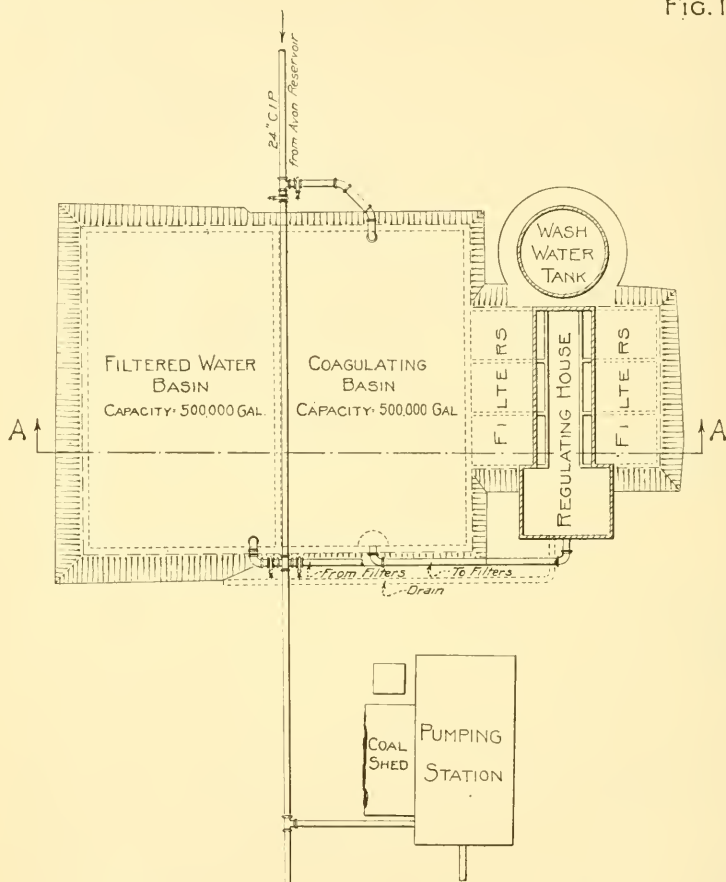 FIG. 1
24" C.I.P.
from Avon Reservoir
WASH
WATER
TANK
FILTERED WATER
BASIN
CAPACITY: 500,000 GAL.
COAGULATING
BASIN
CAPACITY: 500,000 GAL.
FILTERS
REGULATING HOUSE
FILTERS
A
A
From Filters
To Filters
Drain
COAL
SHED
PUMPING
STATION